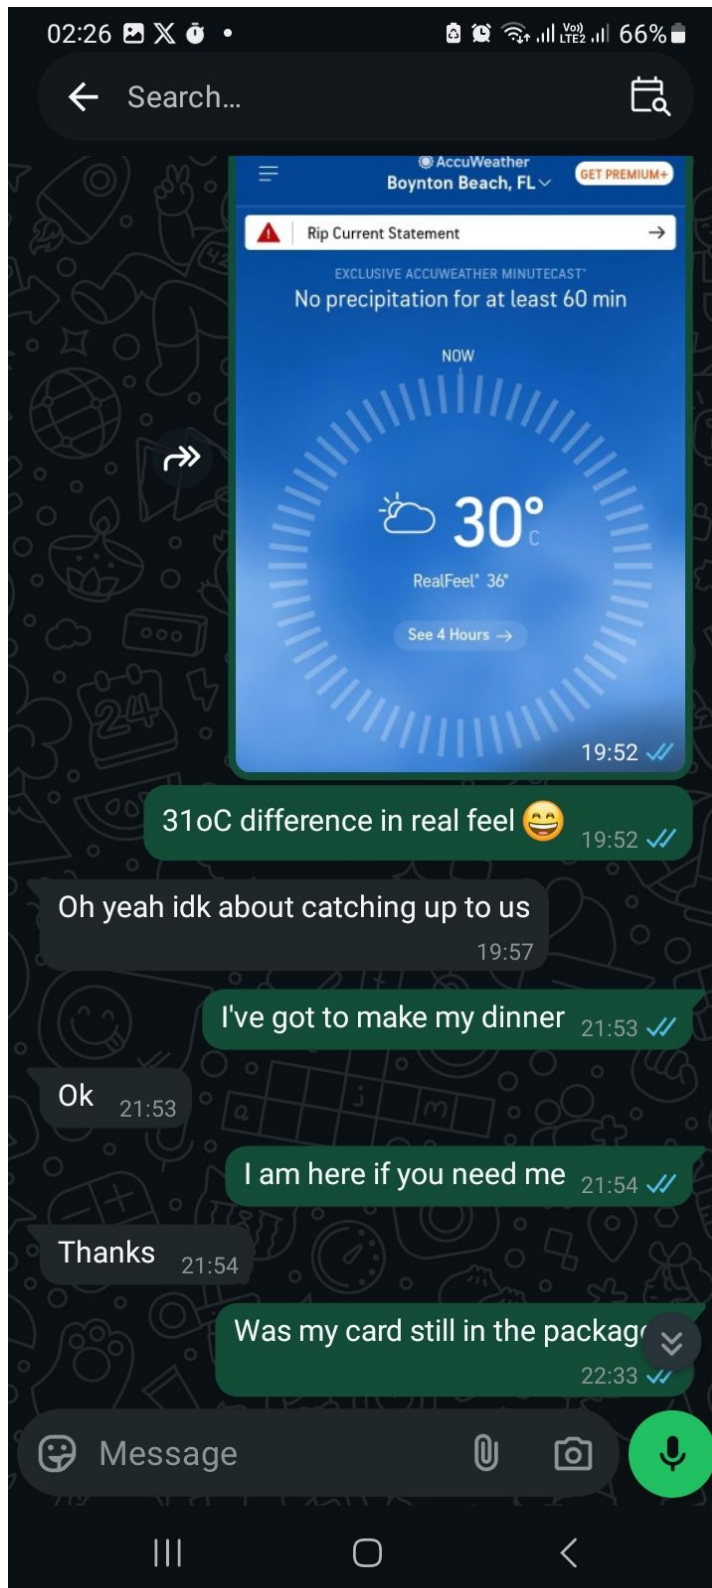 02:26
Vo))
LTE2
66%
Search...
AccuWeather
Boynton Beach, FL
GET PREMIUM+
Rip Current Statement
EXCLUSIVE ACCUWEATHER MINUTECAST™
No precipitation for at least 60 min
NOW
30°
C
RealFeel® 36°
See 4 Hours →
19:52
31oC difference in real feel 😄
19:52
Oh yeah idk about catching up to us
19:57
I've got to make my dinner 21:53
Ok 21:53
I am here if you need me 21:54
Thanks 21:54
Was my card still in the packag
22:33
Message